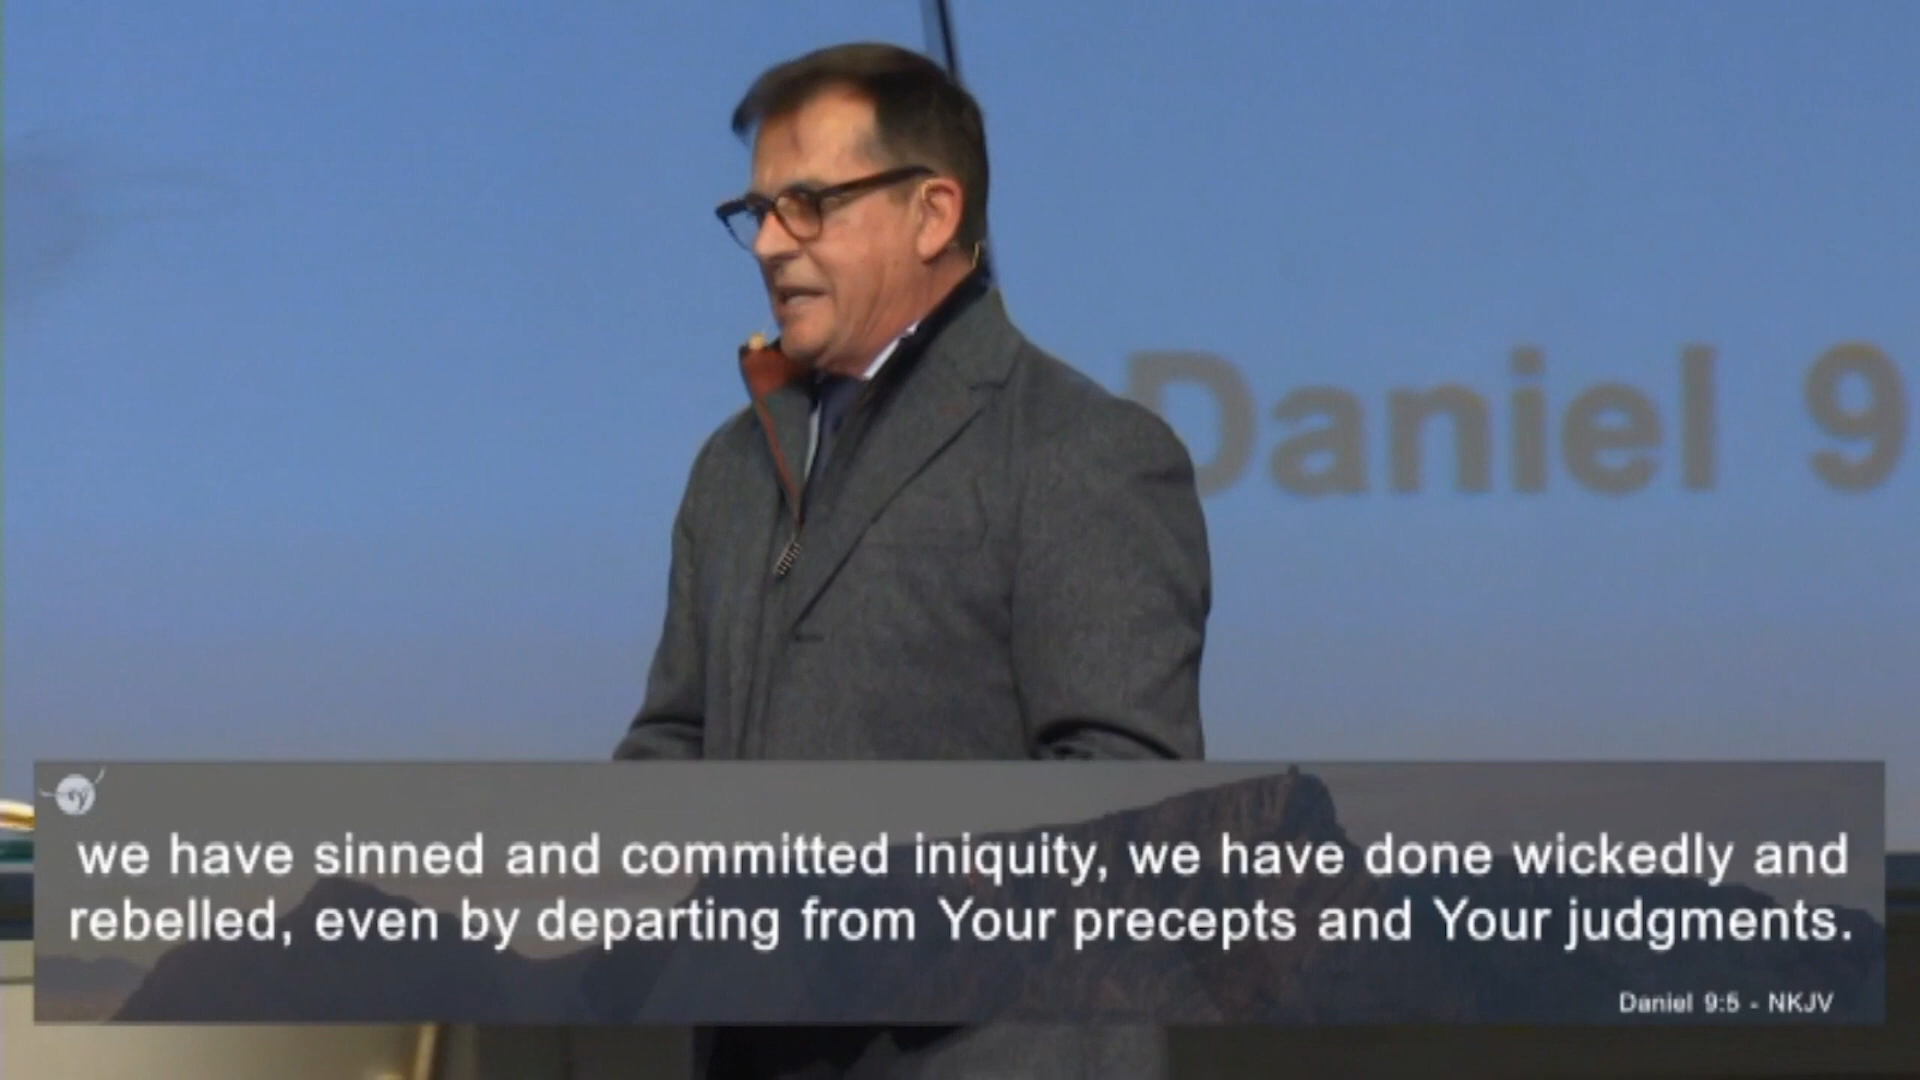 Daniel 9
we have sinned and committed iniquity, we have done wickedly and
rebelled, even by departing from Your precepts and Your judgments.
Daniel 9:5 - NKJV